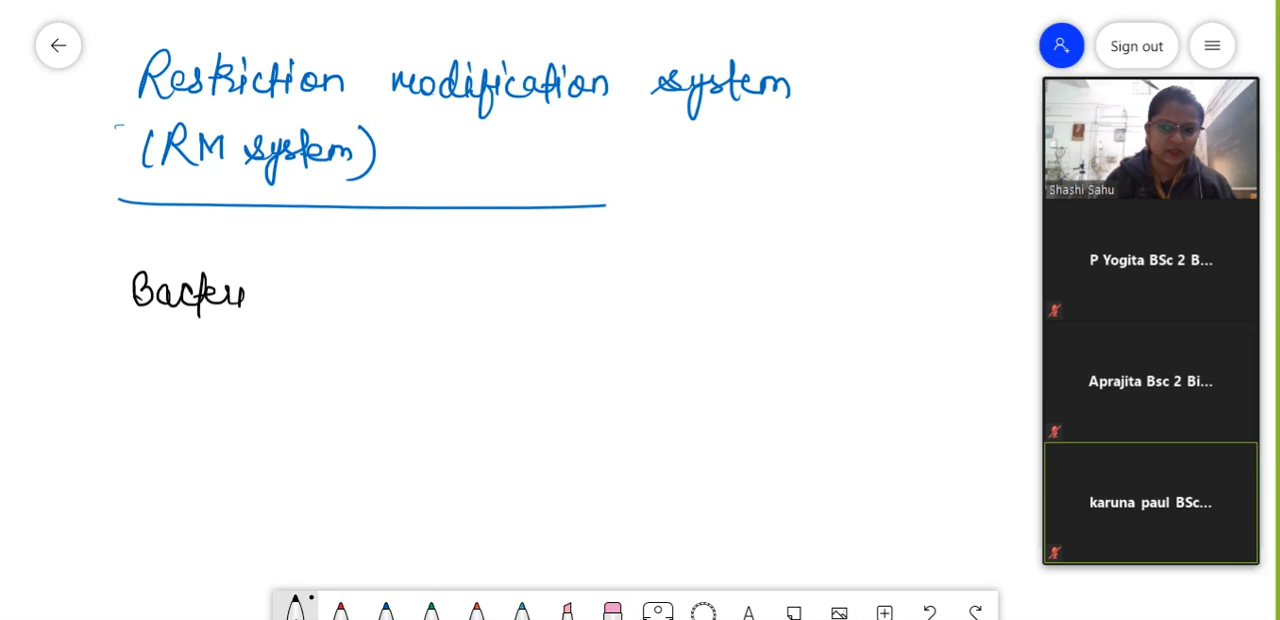 Sign out
Restriction modification system
(RM system)
Bacteri
Shashi Sahu
P Yogita BSc 2 B...
Aprajita Bsc 2 Bi...
karuna paul BSc...
A